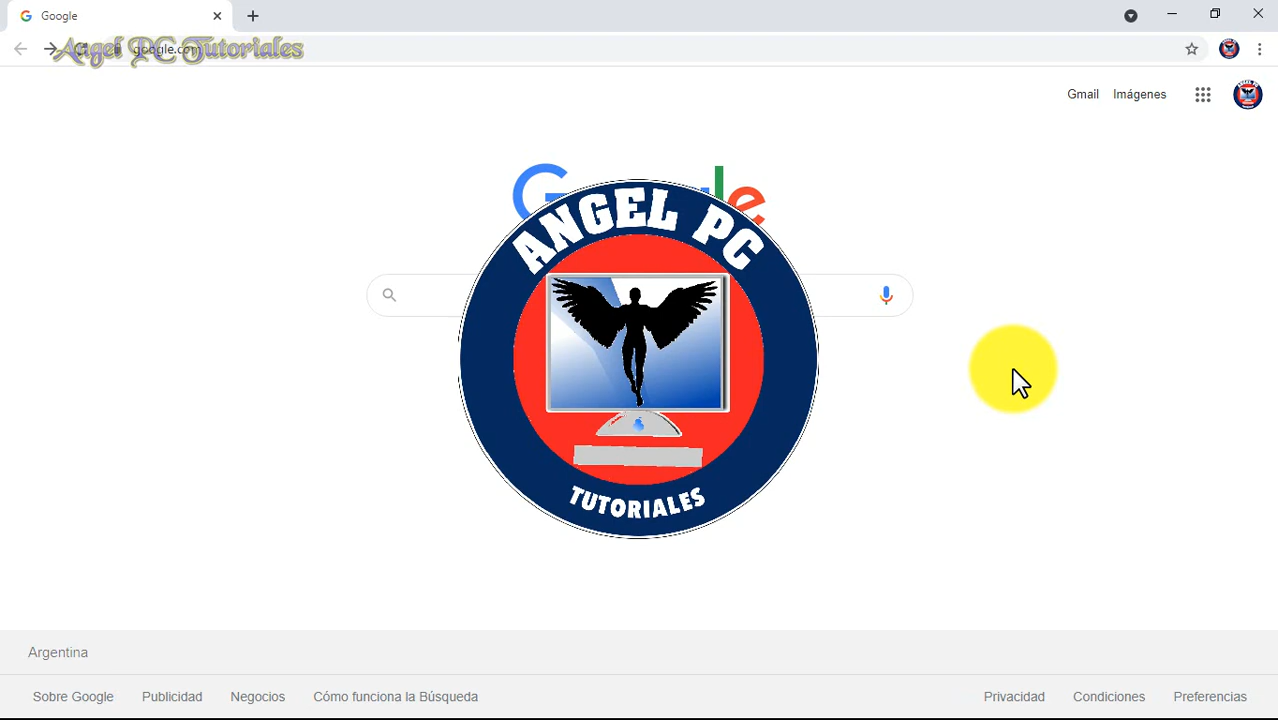 Google
google.com
Angel PC Tutoriales
Gmail Imágenes
G le
ANGEL PC
TUTORIALES
Argentina
Sobre Google Publicidad Negocios Cómo funciona la Búsqueda Privacidad Condiciones Preferencias